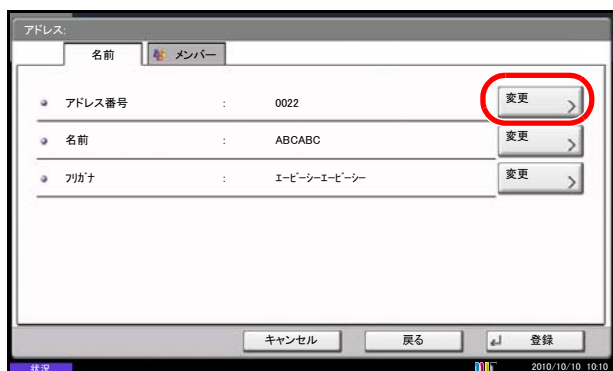 アドレス:
名前 メンバー
アドレス番号 : 0022 変更
名前 : ABCABC 変更
ﾌﾘｶﾞﾅ : ｴｰﾋﾞｰｼｰｴｰﾋﾞｰｼｰ 変更
キャンセル 戻る 登録
状況 2010/10/10 10:10